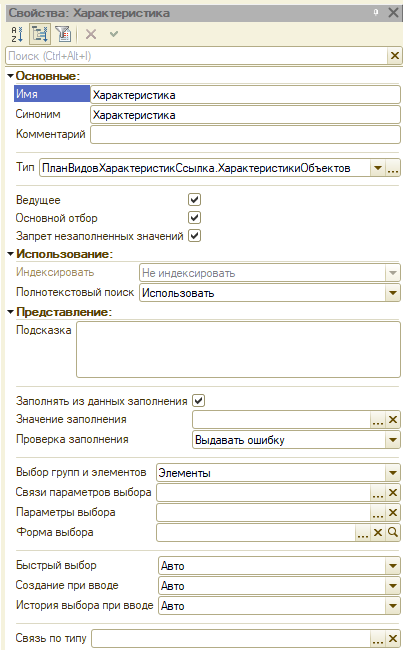 Свойства: Характеристика
Поиск (Ctrl+Alt+I)
Основные:
Имя Характеристика
Синоним Характеристика
Комментарий
Тип ПланВидовХарактеристикСсылка.ХарактеристикиОбъектов
Ведущее
Основной отбор
Запрет незаполненных значений
Использование:
Индексировать Не индексировать
Полнотекстовый поиск Использовать
Представление:
Подсказка
Заполнять из данных заполнения
Значение заполнения
Проверка заполнения Выдавать ошибку
Выбор групп и элементов Элементы
Связи параметров выбора
Параметры выбора
Форма выбора
Быстрый выбор Авто
Создание при вводе Авто
История выбора при вводе Авто
Связь по типу